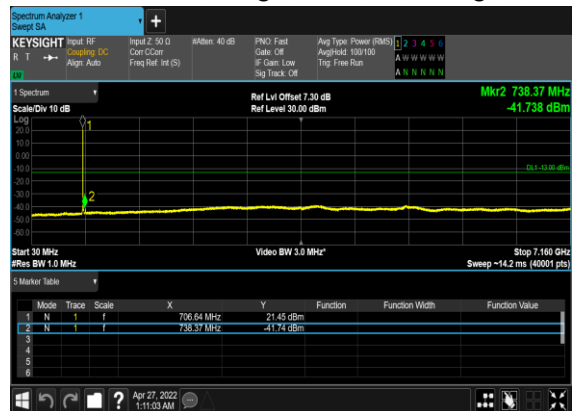 Spectrum Analyzer 1
Swept SA
+
KEYSIGHT Input: RF Input Z: 50 Ω #Atten: 40 dB PNO: Fast Avg Type: Power (RMS) 1 2 3 4 5 6
R T Coupling: DC Corr CCorr Gate: Off Avg|Hold: 100/100 A W W W W W
Align: Auto Freq Ref: Int (S) IF Gain: Low Trig: Free Run
LW Sig Track: Off A N N N N N
1 Spectrum Ref Lvl Offset 7.30 dB Mkr2 738.37 MHz
Scale/Div 10 dB Ref Level 30.00 dBm -41.738 dBm
Log
20.0
10.0
0.00
-10.0
-20.0
-30.0
-40.0
-50.0
-60.0
1
DL1 -13.00 dBm
2
Start 30 MHz Video BW 3.0 MHz* Stop 7.160 GHz
#Res BW 1.0 MHz Sweep ~14.2 ms (40001 pts)
5 Marker Table
Mode Trace Scale X Y Function Function Width Function Value
1 N 1 f 706.64 MHz 21.45 dBm
2 N 1 f 738.37 MHz -41.74 dBm
3
4
5
6
? Apr 27, 2022
1:11:03 AM